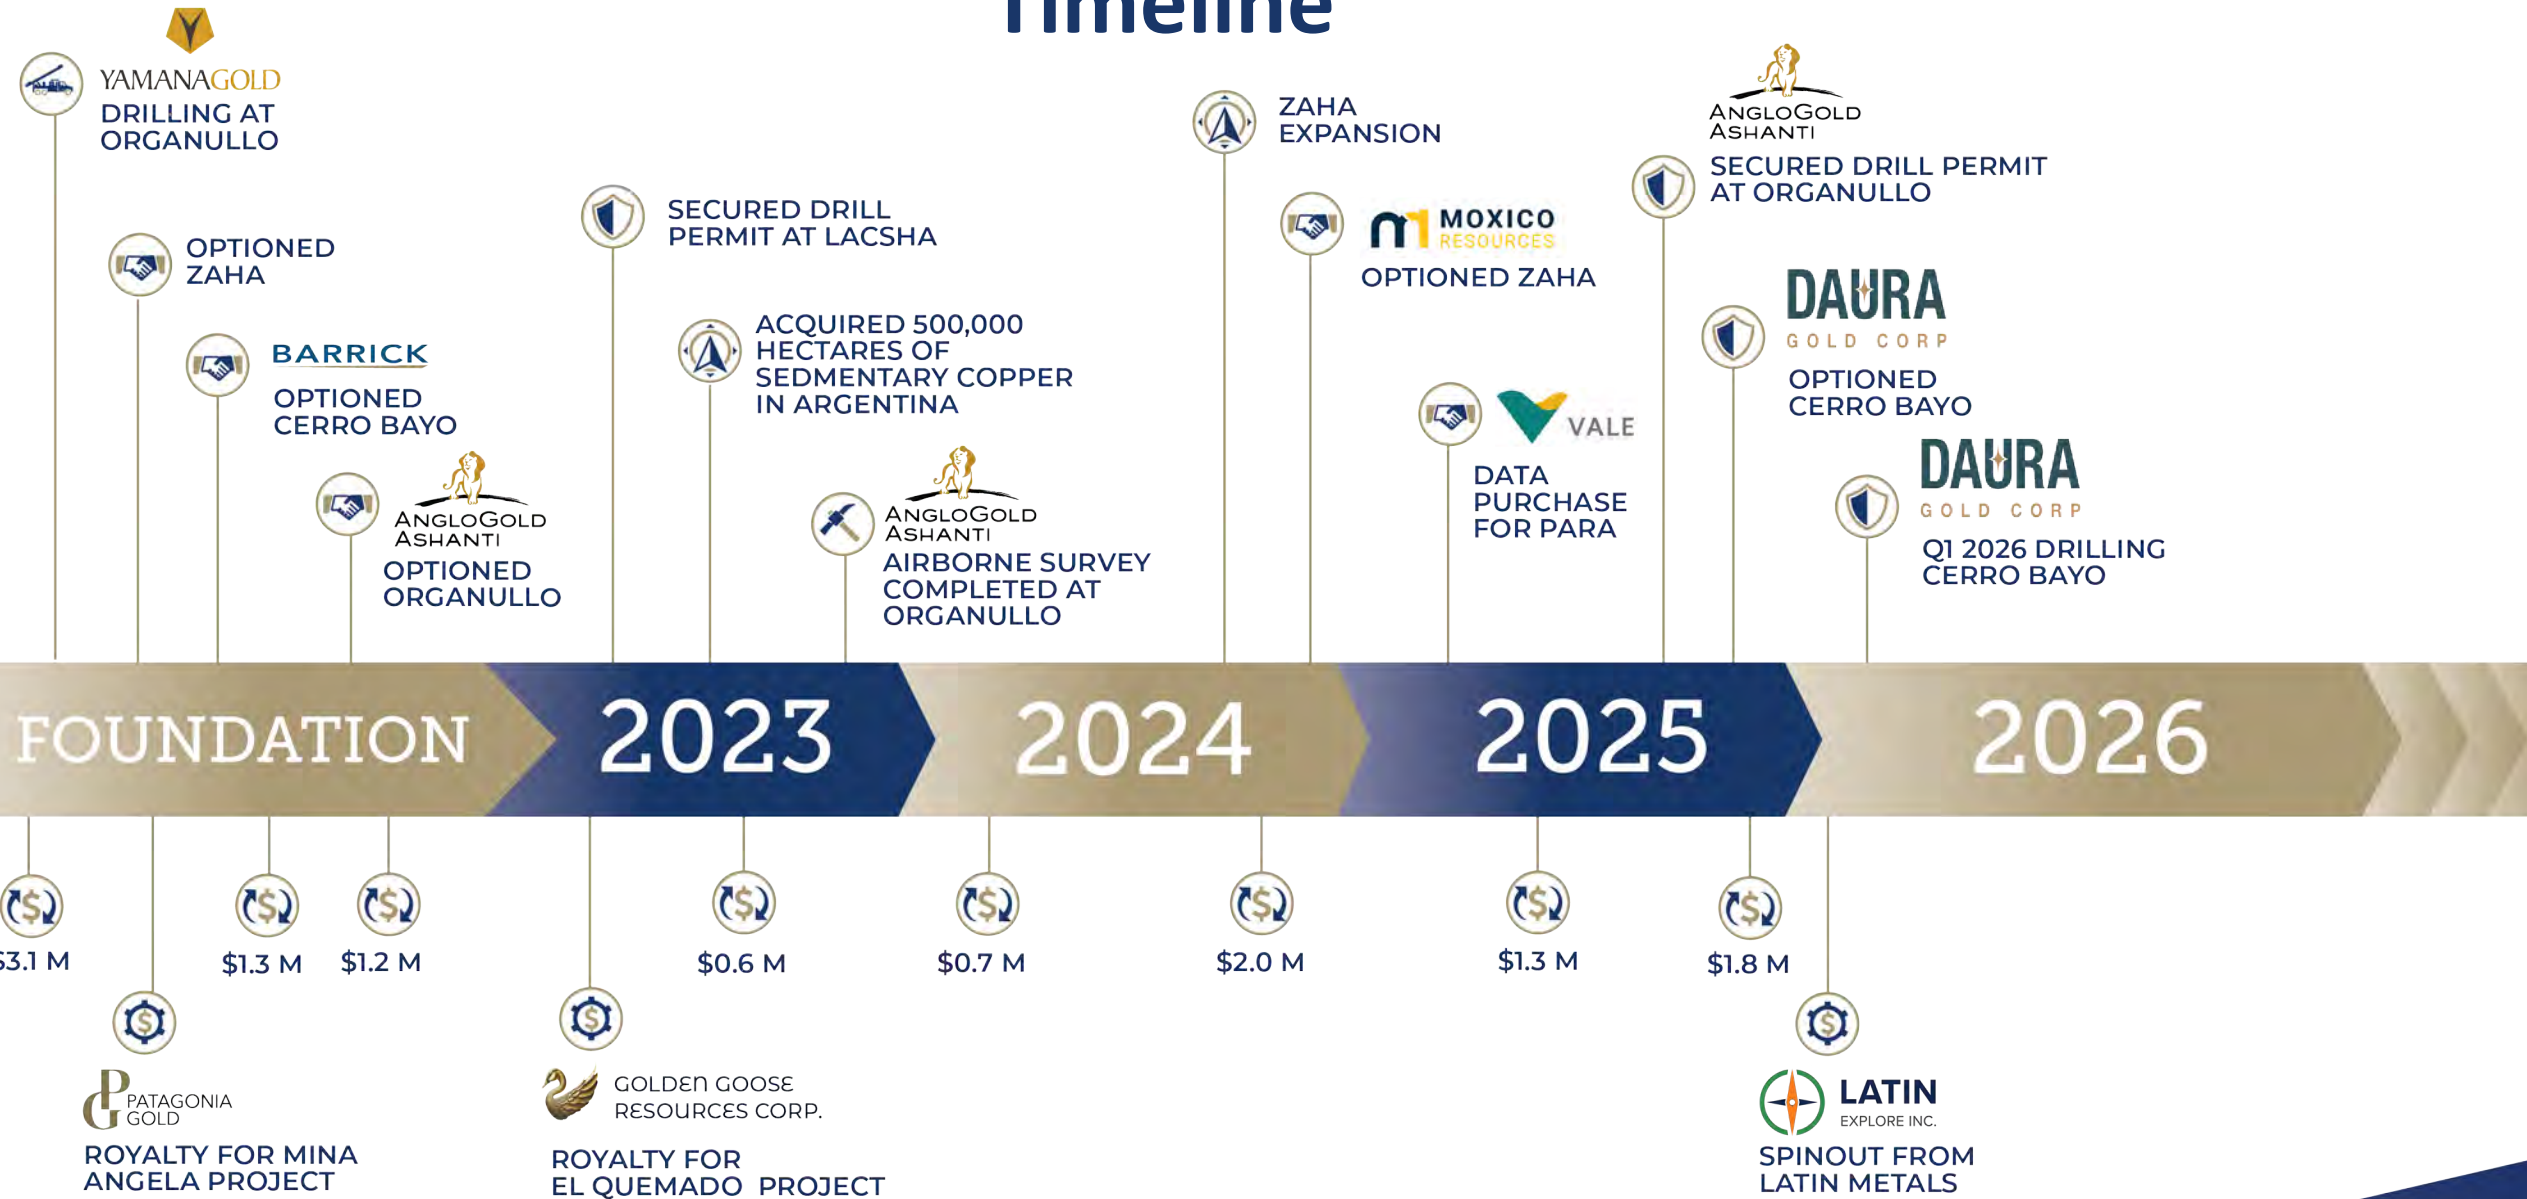 Timeline
YAMANAGOLD
DRILLING AT
ORGANULLO
OPTIONED
ZAHA
BARRICK
OPTIONED
CERRO BAYO
ANGLOGOLD
ASHANTI
OPTIONED
ORGANULLO
SECURED DRILL
PERMIT AT LACSHA
ACQUIRED 500,000
HECTARES OF
SEDMENTARY COPPER
IN ARGENTINA
ANGLOGOLD
ASHANTI
AIRBORNE SURVEY
COMPLETED AT
ORGANULLO
ZAHA
EXPANSION
MOXICO
RESOURCES
OPTIONED ZAHA
VALE
DATA
PURCHASE
FOR PARA
ANGLOGOLD
ASHANTI
SECURED DRILL PERMIT
AT ORGANULLO
DAURA
GOLD CORP
OPTIONED
CERRO BAYO
DAURA
GOLD CORP
Q1 2026 DRILLING
CERRO BAYO
FOUNDATION
2023
2024
2025
2026
$3.1 M
$1.3 M
$1.2 M
$0.6 M
$0.7 M
$2.0 M
$1.3 M
$1.8 M
PATAGONIA
GOLD
ROYALTY FOR MINA
ANGELA PROJECT
GOLDEN GOOSE
RESOURCES CORP.
ROYALTY FOR
EL QUEMADO PROJECT
LATIN
EXPLORE INC.
SPINOUT FROM
LATIN METALS